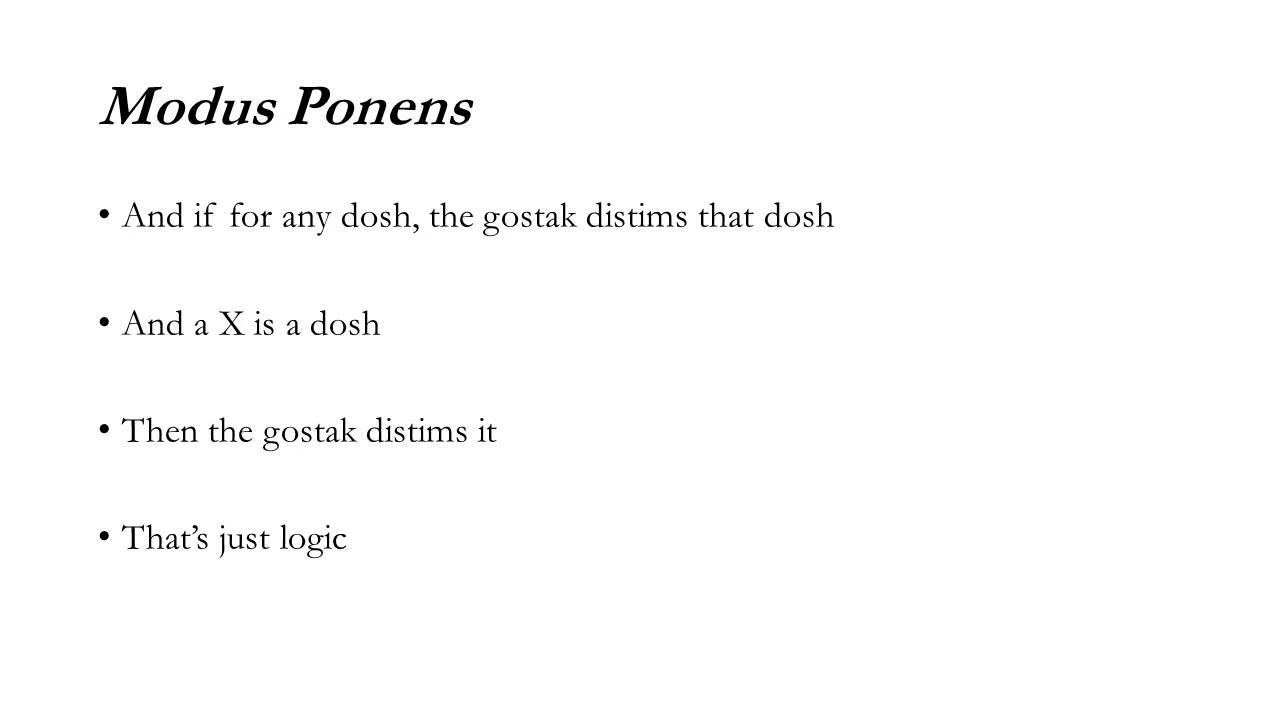 Modus Ponens
• And if for any dosh, the gostak distims that dosh
• And a X is a dosh
• Then the gostak distims it
• That’s just logic